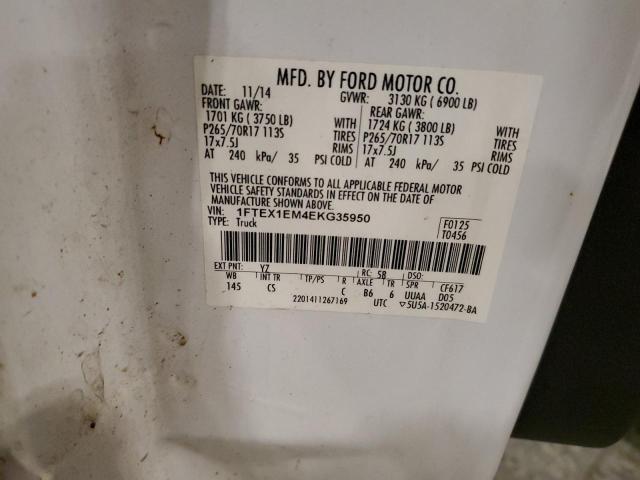 MFD. BY FORD MOTOR CO.
DATE: 11/14 GVWR: 3130 KG ( 6900 LB)
FRONT GAWR: REAR GAWR:
1701 KG ( 3750 LB) WITH 1724 KG ( 3800 LB) WITH
P265/70R17 113S TIRES P265/70R17 113S TIRES
17x7.5J RIMS 17x7.5J RIMS
AT 240 kPa/ 35 PSI COLD AT 240 kPa/ 35 PSI COLD
THIS VEHICLE CONFORMS TO ALL APPLICABLE FEDERAL MOTOR
VEHICLE SAFETY STANDARDS IN EFFECT ON THE DATE OF
MANUFACTURE SHOWN ABOVE.
VIN: 1FTEX1EM4EKG35950 F0125
TYPE: Truck T0456
EXT PNT: YZ RC: 5B DSO:
WB INT TR TP/PS R AXLE TR SPR CF617
145 CS C B6 6 UUAA D05
2201411267169 UTC ▽5U5A-1520472-BA